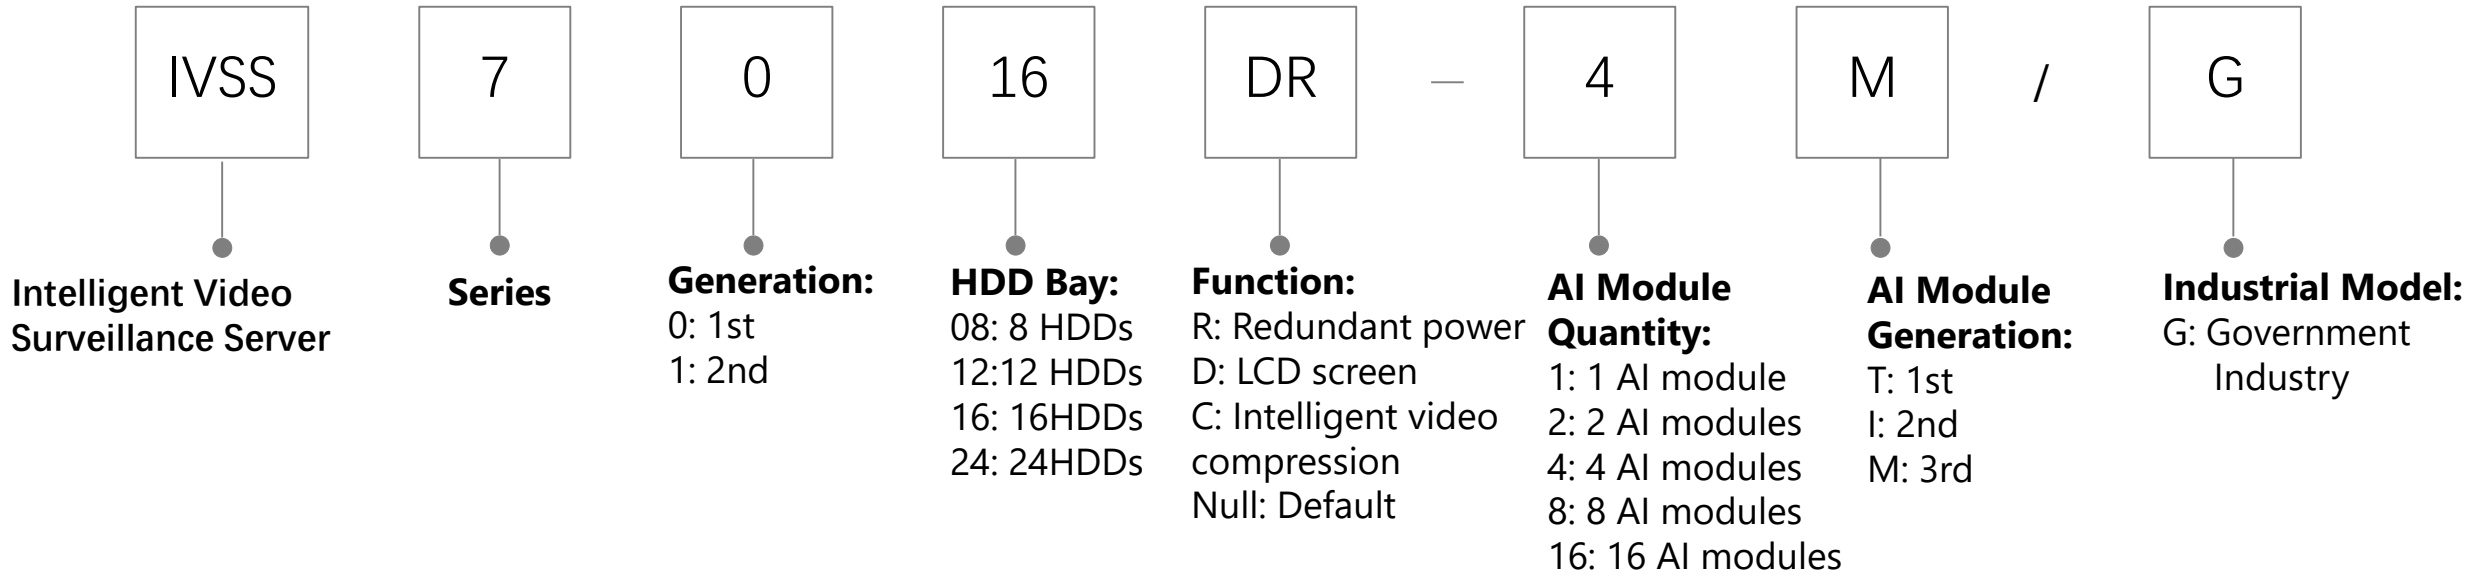 IVSS 7 0 16 DR — 4 M / G
Intelligent Video
Surveillance Server
Series
Generation:
0: 1st
1: 2nd
HDD Bay:
08: 8 HDDs
12:12 HDDs
16: 16HDDs
24: 24HDDs
Function:
R: Redundant power
D: LCD screen
C: Intelligent video
compression
Null: Default
AI Module
Quantity:
1: 1 AI module
2: 2 AI modules
4: 4 AI modules
8: 8 AI modules
16: 16 AI modules
AI Module
Generation:
T: 1st
I: 2nd
M: 3rd
Industrial Model:
G: Government
Industry